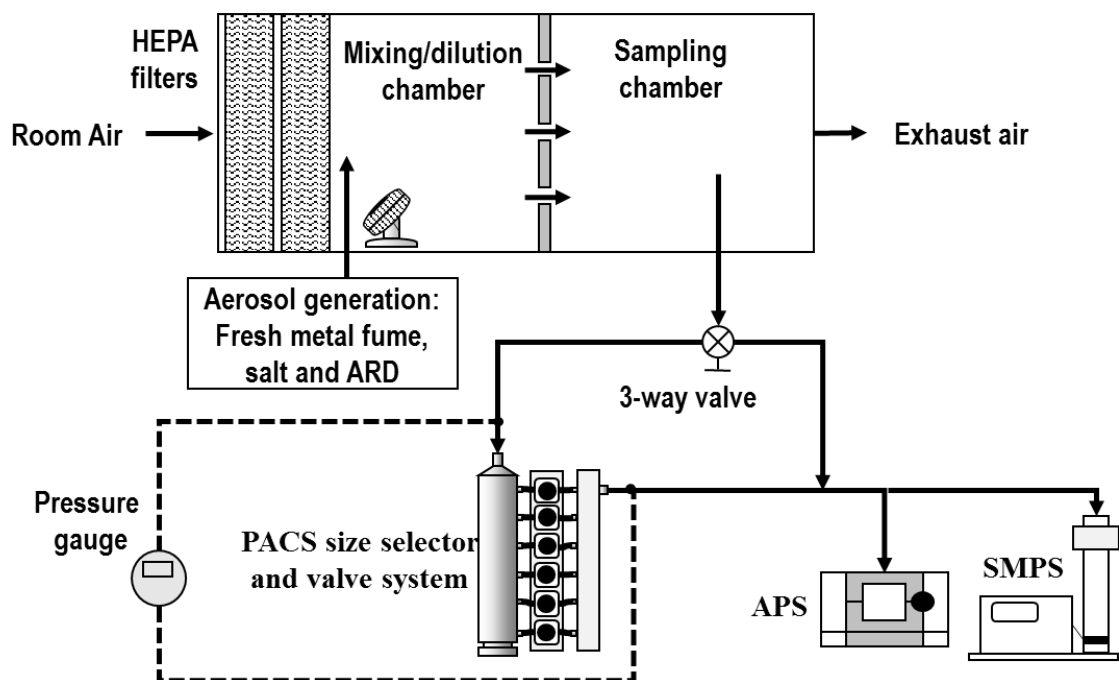 HEPA
filters
Mixing/dilution
chamber
Sampling
chamber
Room Air
Exhaust air
Aerosol generation:
Fresh metal fume,
salt and ARD
3-way valve
Pressure
gauge
PACS size selector
and valve system
APS
SMPS